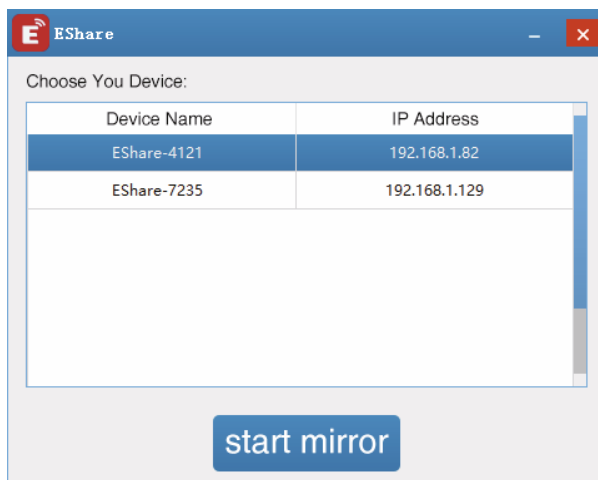 E EShare
Choose You Device:
Device Name IP Address
EShare-4121 192.168.1.82
EShare-7235 192.168.1.129
start mirror